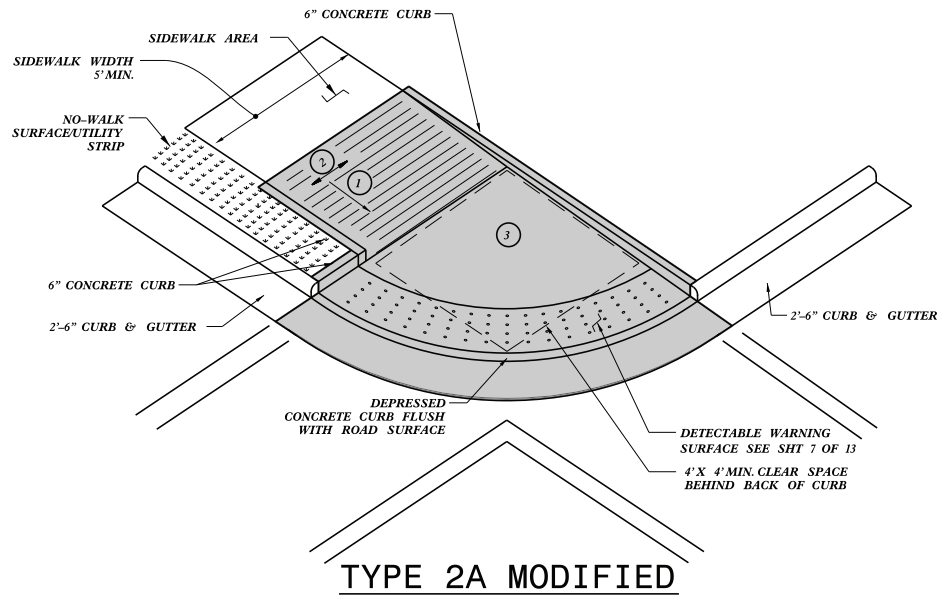 6" CONCRETE CURB
SIDEWALK AREA
SIDEWALK WIDTH
5' MIN.
NO-WALK
SURFACE/UTILITY
STRIP
2
1
3
6" CONCRETE CURB
2'-6" CURB & GUTTER
2'-6" CURB & GUTTER
DEPRESSED
CONCRETE CURB FLUSH
WITH ROAD SURFACE
DETECTABLE WARNING
SURFACE SEE SHT 7 OF 13
4' X 4' MIN. CLEAR SPACE
BEHIND BACK OF CURB
TYPE 2A MODIFIED